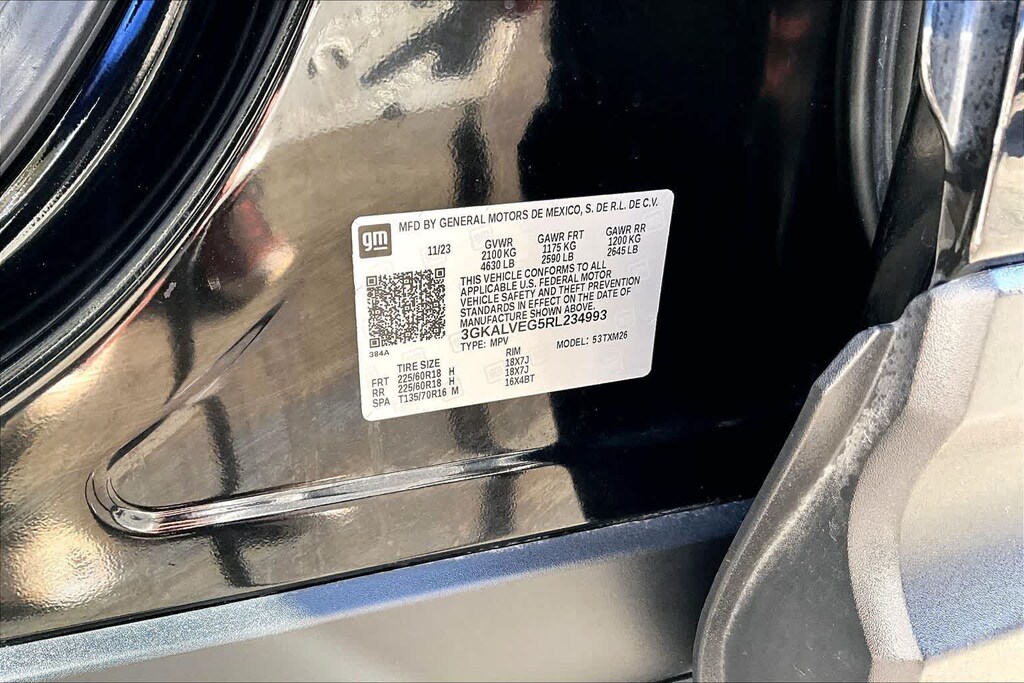 gm
MFD BY GENERAL MOTORS DE MEXICO, S. DE R.L. DE C.V.
11/23 GVWR GAWR FRT GAWR RR
2100 KG 1175 KG 1200 KG
4630 LB 2590 LB 2645 LB
THIS VEHICLE CONFORMS TO ALL
APPLICABLE U.S. FEDERAL MOTOR
VEHICLE SAFETY AND THEFT PREVENTION
STANDARDS IN EFFECT ON THE DATE OF
MANUFACTURE SHOWN ABOVE.
3GKALVEG5RL234993
TYPE: MPV MODEL: 53TXM26
384A
TIRE SIZE RIM
FRT 225/60R18 H 18X7J
RR 225/60R18 H 18X7J
SPA T135/70R16 M 16X4BT